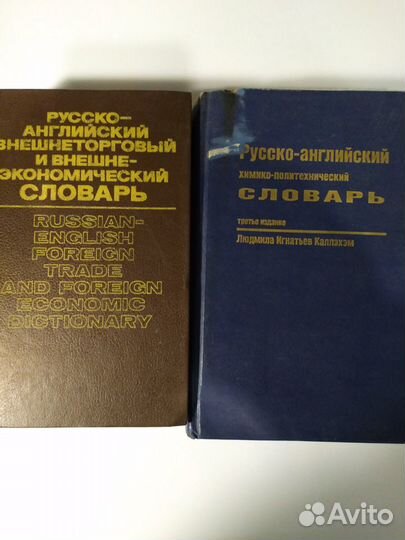 РУССКО-
АНГЛИЙСКИЙ
ВНЕШНЕТОРГОВЫЙ
И ВНЕШНЕ-
ЭКОНОМИЧЕСКИЙ
СЛОВАРЬ
RUSSIAN-
ENGLISH
FOREIGN
TRADE
AND FOREIGN
ECONOMIC
DICTIONARY
Русско-английский
химико-политехнический
СЛОВАРЬ
третье издание
Людмила Игнатьев Каллэхэм
Avito